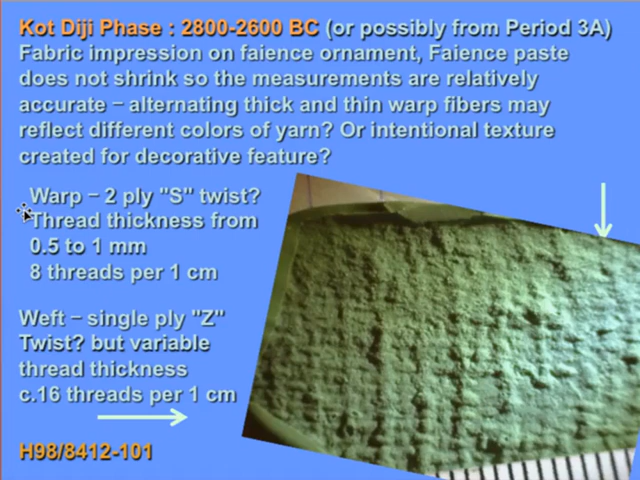 Kot Diji Phase : 2800-2600 BC (or possibly from Period 3A)
Fabric impression on faience ornament, Faience paste
does not shrink so the measurements are relatively
accurate – alternating thick and thin warp fibers may
reflect different colors of yarn? Or intentional texture
created for decorative feature?
Warp – 2 ply "S" twist?
Thread thickness from
0.5 to 1 mm
8 threads per 1 cm
Weft – single ply "Z"
Twist? but variable
thread thickness
c.16 threads per 1 cm
H98/8412-101